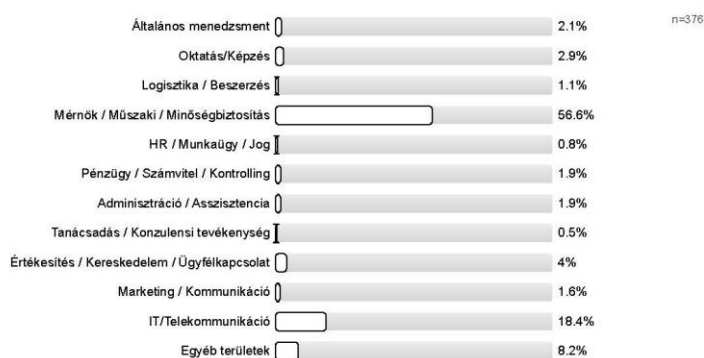 n=376
Általános menedzsment 2.1%
Oktatás/Képzés 2.9%
Logisztika / Beszerzés 1.1%
Mérnök / Műszaki / Minőségbiztosítás 56.6%
HR / Munkaügy / Jog 0.8%
Pénzügy / Számvitel / Kontrolling 1.9%
Adminisztráció / Asszisztencia 1.9%
Tanácsadás / Konzulensi tevékenység 0.5%
Értékesítés / Kereskedelem / Ügyfélkapcsolat 4%
Marketing / Kommunikáció 1.6%
IT/Telekommunikáció 18.4%
Egyéb területek 8.2%